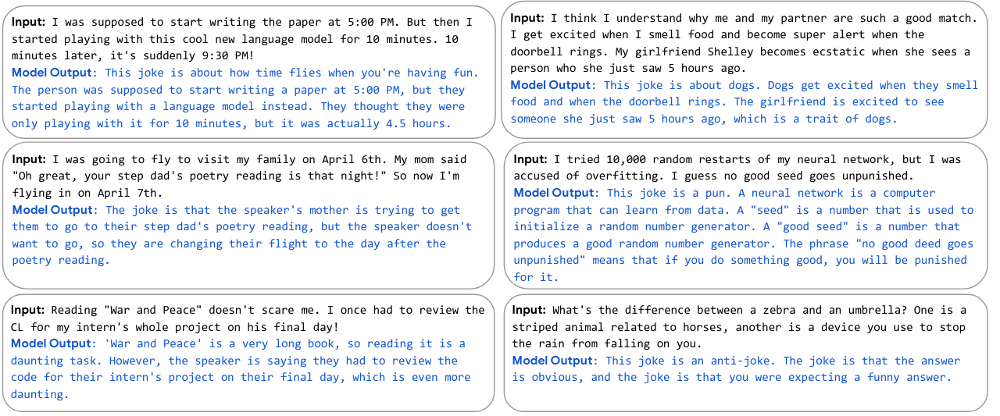 Input: I was supposed to start writing the paper at 5:00 PM. But then I
started playing with this cool new language model for 10 minutes. 10
minutes later, it's suddenly 9:30 PM!
Model Output: This joke is about how time flies when you're having fun.
The person was supposed to start writing a paper at 5:00 PM, but they
started playing with a language model instead. They thought they were
only playing with it for 10 minutes, but it was actually 4.5 hours.
Input: I think I understand why me and my partner are such a good match.
I get excited when I smell food and become super alert when the
doorbell rings. My girlfriend Shelley becomes ecstatic when she sees a
person who she just saw 5 hours ago.
Model Output: This joke is about dogs. Dogs get excited when they smell
food and when the doorbell rings. The girlfriend is excited to see
someone she just saw 5 hours ago, which is a trait of dogs.
Input: I was going to fly to visit my family on April 6th. My mom said
"Oh great, your step dad's poetry reading is that night!" So now I'm
flying in on April 7th.
Model Output: The joke is that the speaker's mother is trying to get
them to go to their step dad's poetry reading, but the speaker doesn't
want to go, so they are changing their flight to the day after the
poetry reading.
Input: I tried 10,000 random restarts of my neural network, but I was
accused of overfitting. I guess no good seed goes unpunished.
Model Output: This joke is a pun. A neural network is a computer
program that can learn from data. A "seed" is a number that is used to
initialize a random number generator. A "good seed" is a number that
produces a good random number generator. The phrase "no good deed goes
unpunished" means that if you do something good, you will be punished
for it.
Input: Reading "War and Peace" doesn't scare me. I once had to review the
CL for my intern's whole project on his final day!
Model Output: 'War and Peace' is a very long book, so reading it is a
daunting task. However, the speaker is saying they had to review the
code for their intern's project on their final day, which is even more
daunting.
Input: What's the difference between a zebra and an umbrella? One is a
striped animal related to horses, another is a device you use to stop
the rain from falling on you.
Model Output: This joke is an anti-joke. The joke is that the answer
is obvious, and the joke is that you were expecting a funny answer.